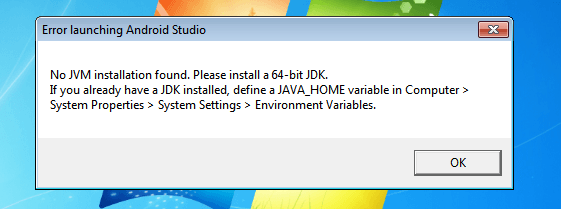 Error launching Android Studio
No JVM installation found. Please install a 64-bit JDK.
If you already have a JDK installed, define a JAVA_HOME variable in Computer >
System Properties > System Settings > Environment Variables.
OK